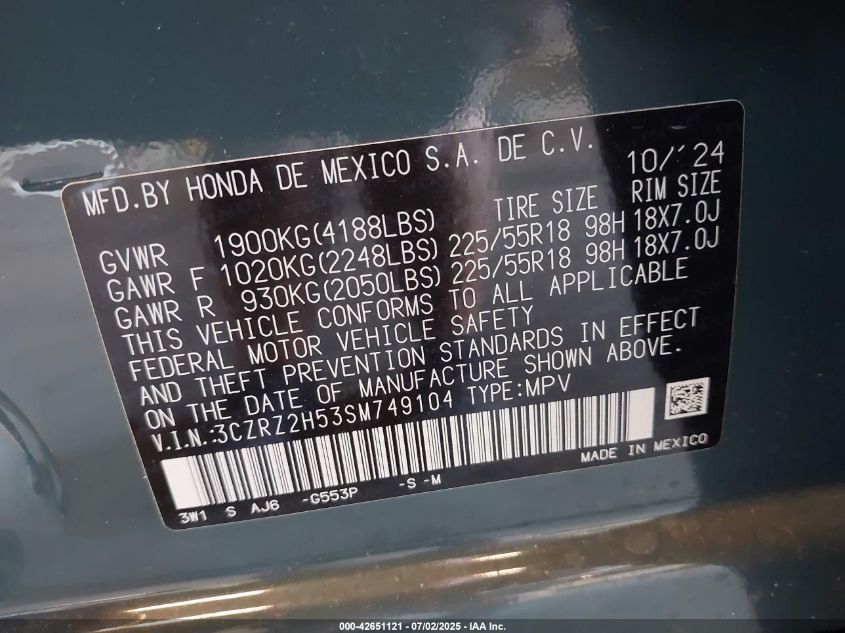 MFD.BY HONDA DE MEXICO S.A. DE C.V. 10/'24
TIRE SIZE RIM SIZE
GVWR 1900KG(4188LBS)
GAWR F 1020KG(2248LBS) 225/55R18 98H 18X7.0J
GAWR R 930KG(2050LBS) 225/55R18 98H 18X7.0J
THIS VEHICLE CONFORMS TO ALL APPLICABLE
FEDERAL MOTOR VEHICLE SAFETY
AND THEFT PREVENTION STANDARDS IN EFFECT
ON THE DATE OF MANUFACTURE SHOWN ABOVE.
V.I.N.:3CZRZ2H53SM749104 TYPE:MPV
MADE IN MEXICO
3W1 S AJ6 -G553P -S -M
000-42651121 - 07/02/2025 - IAA Inc.